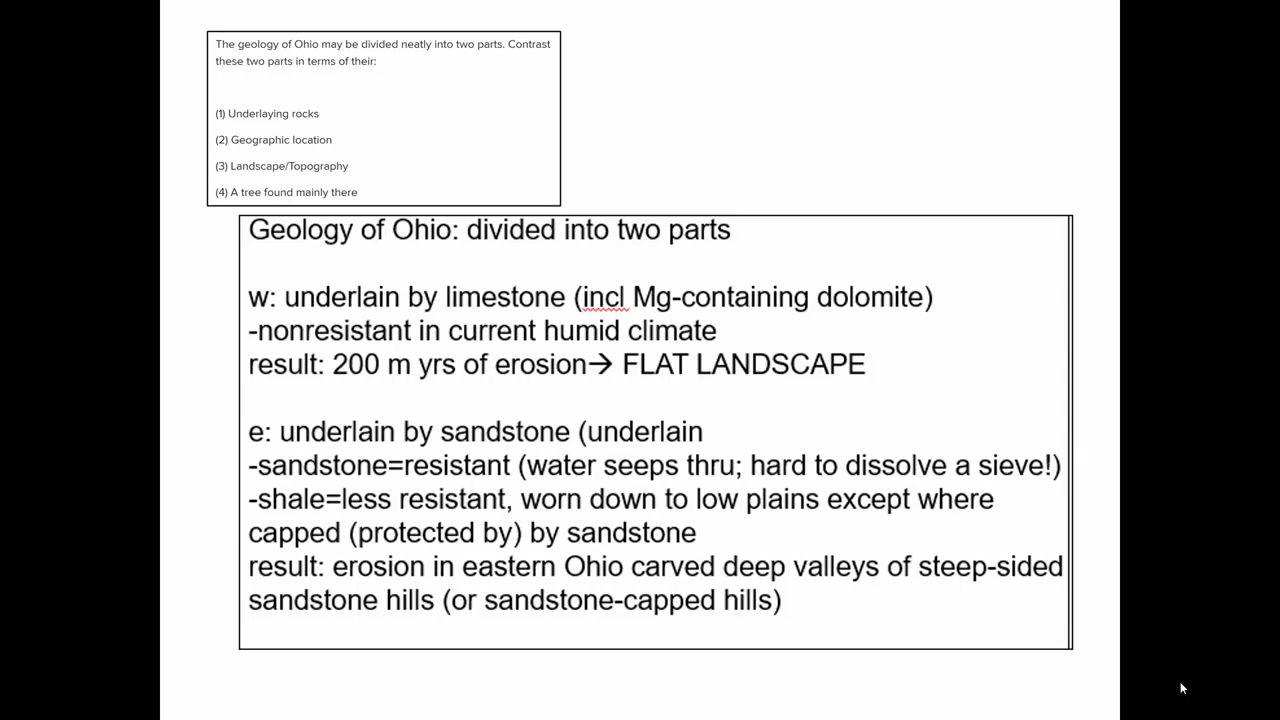 The geology of Ohio may be divided neatly into two parts. Contrast
these two parts in terms of their:
(1) Underlaying rocks
(2) Geographic location
(3) Landscape/Topography
(4) A tree found mainly there
Geology of Ohio: divided into two parts
w: underlain by limestone (incl Mg-containing dolomite)
-nonresistant in current humid climate
result: 200 m yrs of erosion→ FLAT LANDSCAPE
e: underlain by sandstone (underlain
-sandstone=resistant (water seeps thru; hard to dissolve a sieve!)
-shale=less resistant, worn down to low plains except where
capped (protected by) by sandstone
result: erosion in eastern Ohio carved deep valleys of steep-sided
sandstone hills (or sandstone-capped hills)